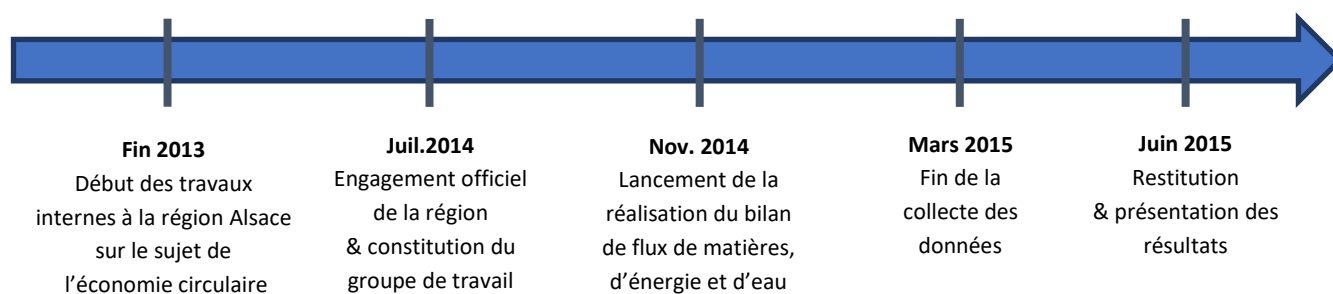 Fin 2013
Début des travaux
internes à la région Alsace
sur le sujet de
l’économie circulaire
Juil.2014
Engagement officiel
de la région
& constitution du
groupe de travail
Nov. 2014
Lancement de la
réalisation du bilan
de flux de matières,
d’énergie et d’eau
Mars 2015
Fin de la
collecte des
données
Juin 2015
Restitution
& présentation des
résultats